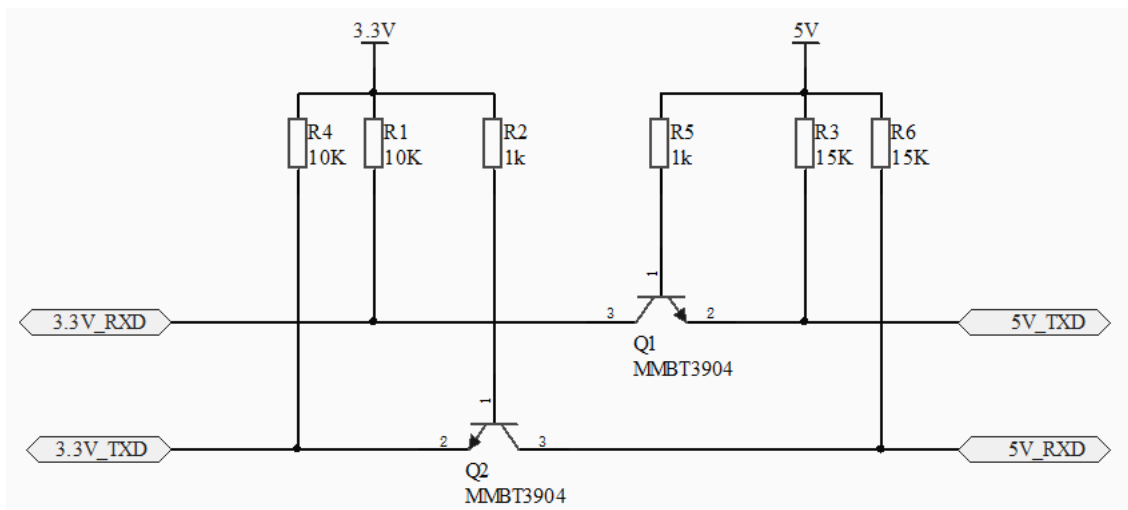 3.3V
5V
R4
10K
R1
10K
R2
1k
R5
1k
R3
15K
R6
15K
1
3.3V_RXD
3
2
5V_TXD
Q1
MMBT3904
1
3.3V_TXD
2
3
5V_RXD
Q2
MMBT3904